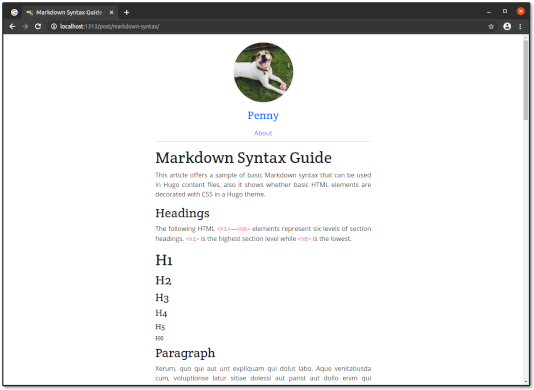 Markdown Syntax Guide
localhost:1313/post/markdown-syntax/
Penny
About
Markdown Syntax Guide
This article offers a sample of basic Markdown syntax that can be used
in Hugo content files, also it shows whether basic HTML elements are
decorated with CSS in a Hugo theme.
Headings
The following HTML <h1>—<h6> elements represent six levels of section
headings. <h1> is the highest section level while <h6> is the lowest.
H1
H2
H3
H4
H5
H6
Paragraph
Xerum, quo qui aut unt expliquam qui dolut labo. Aque venitatiusda
cum, voluptionse latur sitiae dolessi aut parist aut dollo enim qui